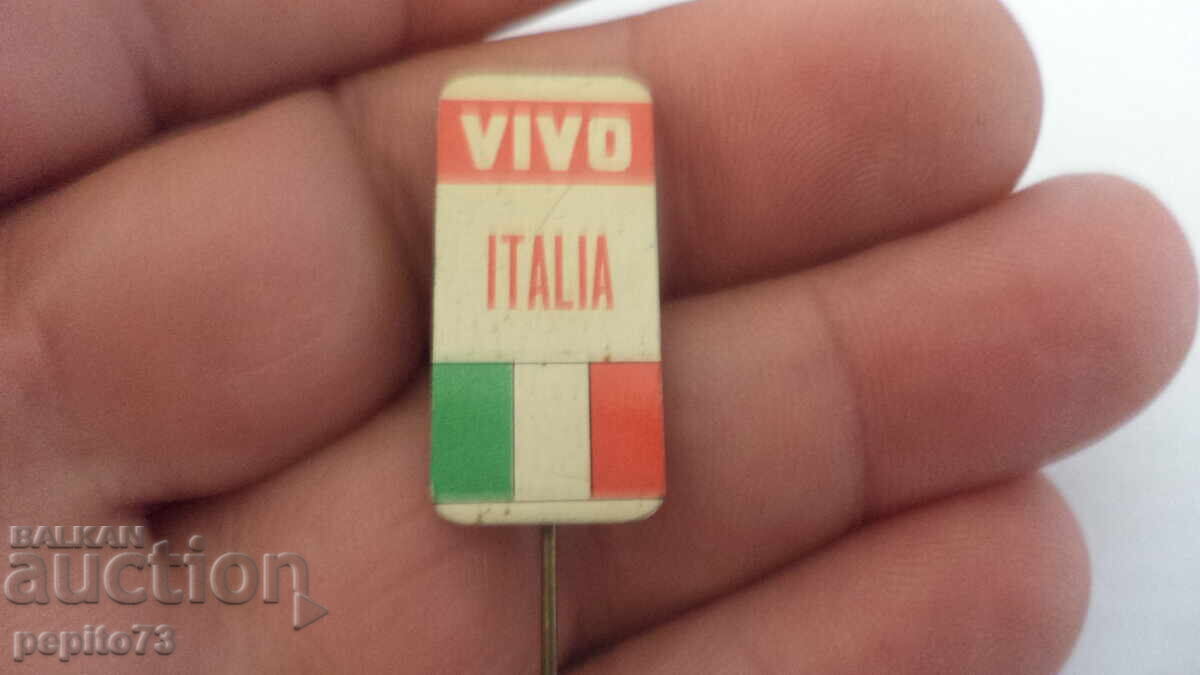 VIVO
ITALIA
BALKAN
auction
pepito73